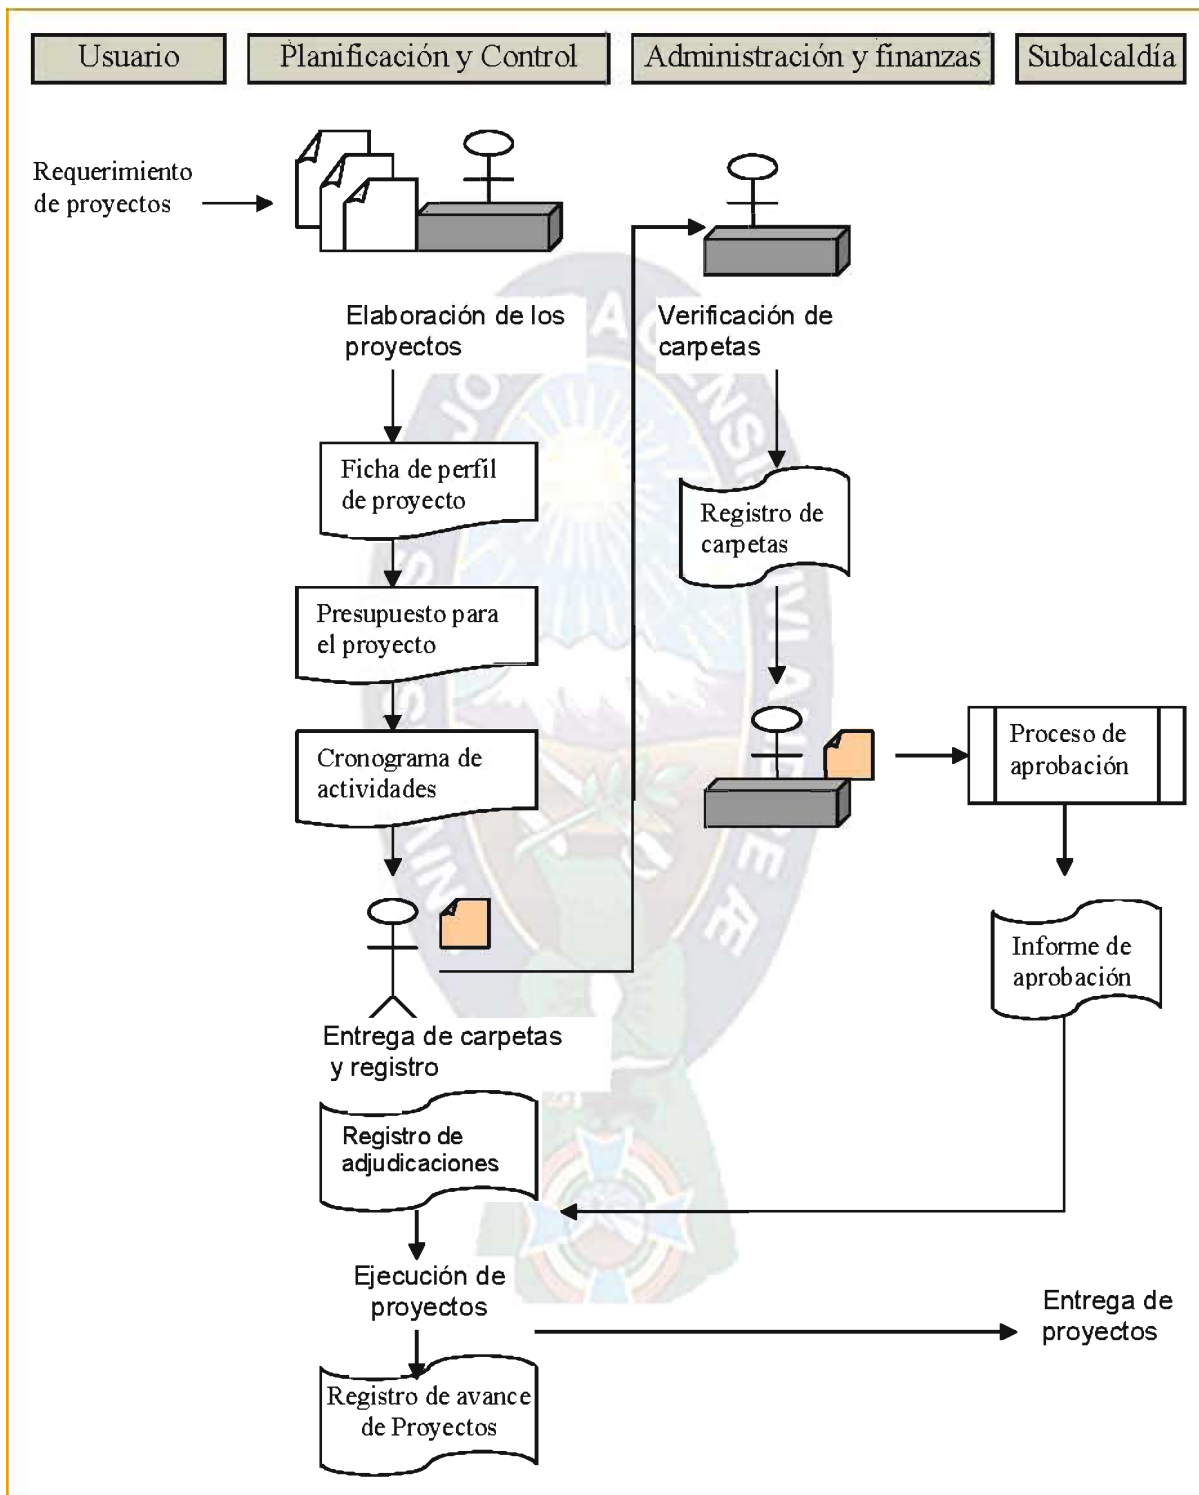 Usuario
Planificación y Control
Administración y finanzas
Subalcaldía
Requerimiento
de proyectos
Elaboración de los
proyectos
Verificación de
carpetas
Ficha de perfil
de proyecto
Registro de
carpetas
Presupuesto para
el proyecto
Cronograma de
actividades
Proceso de
aprobación
Informe de
aprobación
Entrega de carpetas
y registro
Registro de
adjudicaciones
Ejecución de
proyectos
Entrega de
proyectos
Registro de avance
de Proyectos